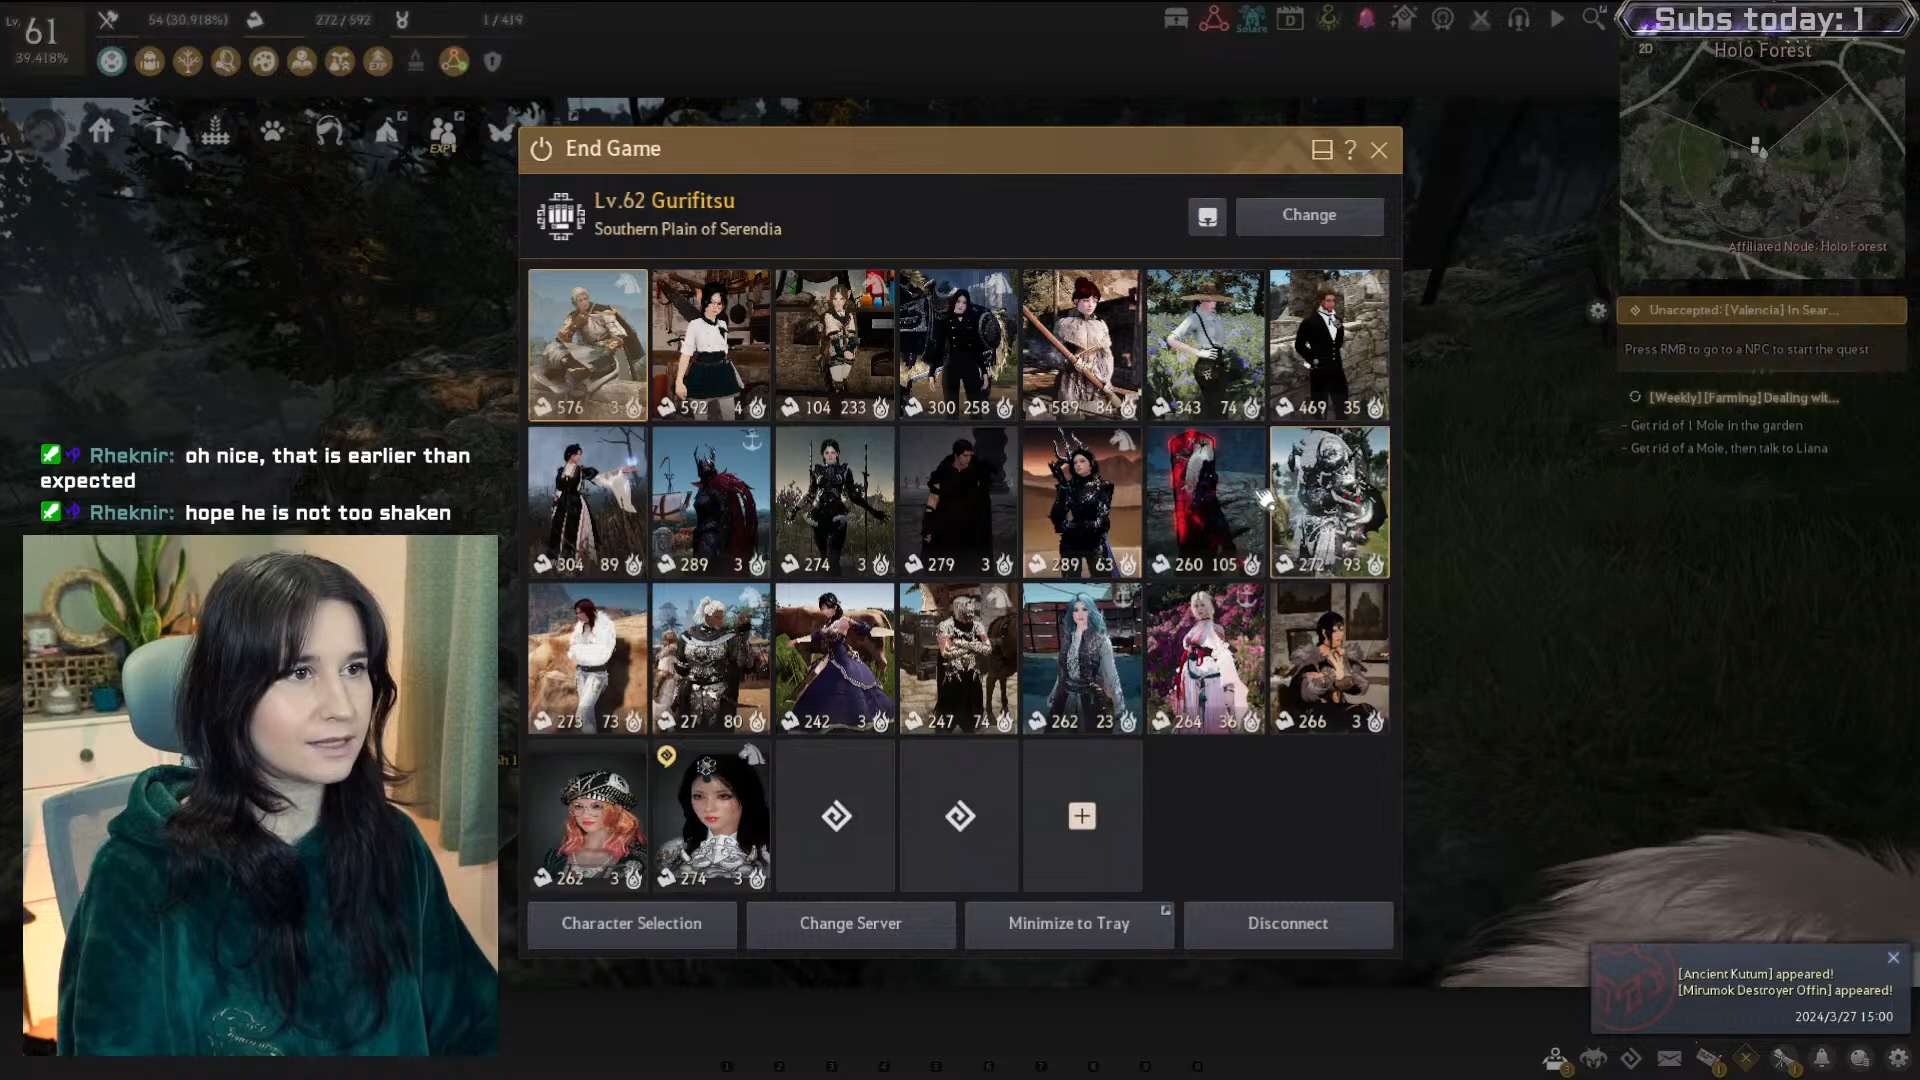 Lv. 61
39.418%
54 (30.918%)
272 / 592
1 / 419
EXP
EXP↑
Solare
D
Subs today: 1
2D
Holo Forest
Affiliated Node: Holo Forest
Unaccepted: [Valencia] In Sear...
Press RMB to go to a NPC to start the quest
[Weekly] [Farming] Dealing wit...
- Get rid of 1 Mole in the garden
- Get rid of a Mole, then talk to Llana
End Game
?
Lv.62 Gurifitsu
Southern Plain of Serendia
Change
576 3
592 4
104 233
300 258
589 84
343 74
469 35
304 89
289 3
274 3
279 3
289 63
260 105
272 93
273 73
27 80
242 3
247 74
262 23
264 36
266 3
262 3
274 3
Character Selection
Change Server
Minimize to Tray
Disconnect
Rheknir: oh nice, that is earlier than
expected
Rheknir: hope he is not too shaken
[Ancient Kutum] appeared!
[Mirumok Destroyer Offin] appeared!
2024/3/27 15:00